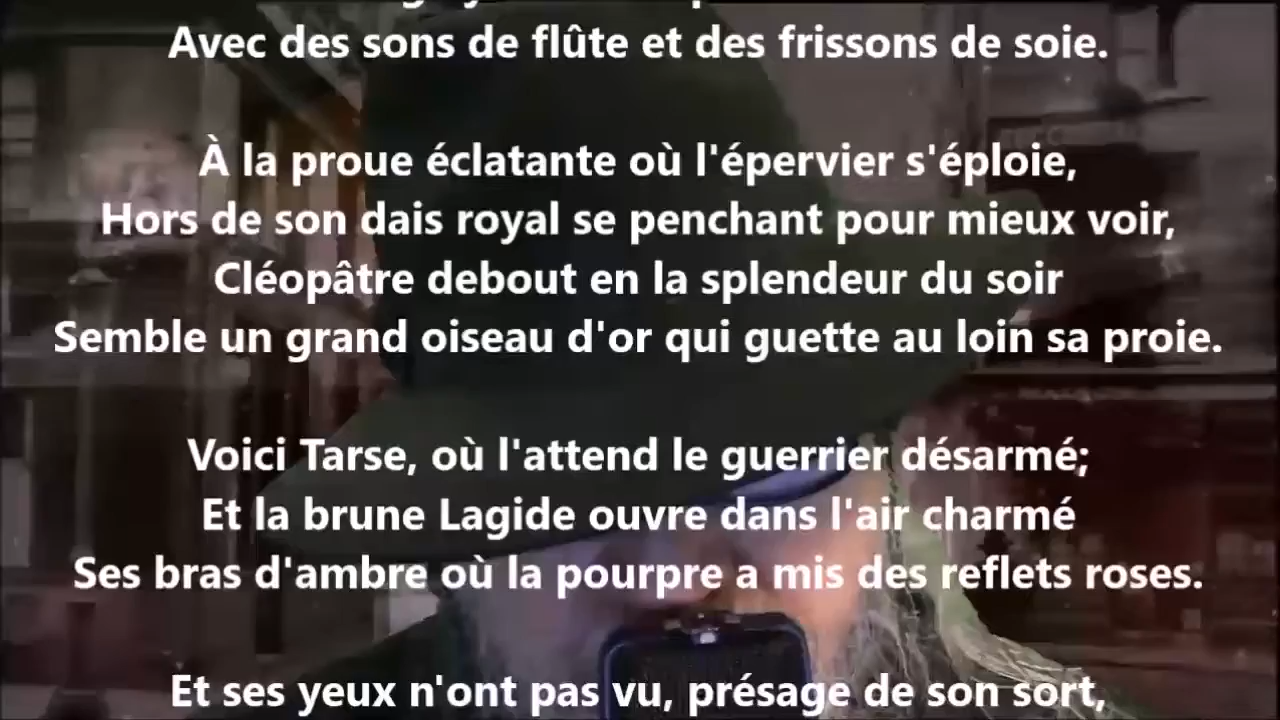 Avec des sons de flûte et des frissons de soie.
À la proue éclatante où l'épervier s'éploie,
Hors de son dais royal se penchant pour mieux voir,
Cléopâtre debout en la splendeur du soir
Semble un grand oiseau d'or qui guette au loin sa proie.
Voici Tarse, où l'attend le guerrier désarmé;
Et la brune Lagide ouvre dans l'air charmé
Ses bras d'ambre où la pourpre a mis des reflets roses.
Et ses yeux n'ont pas vu, présage de son sort,